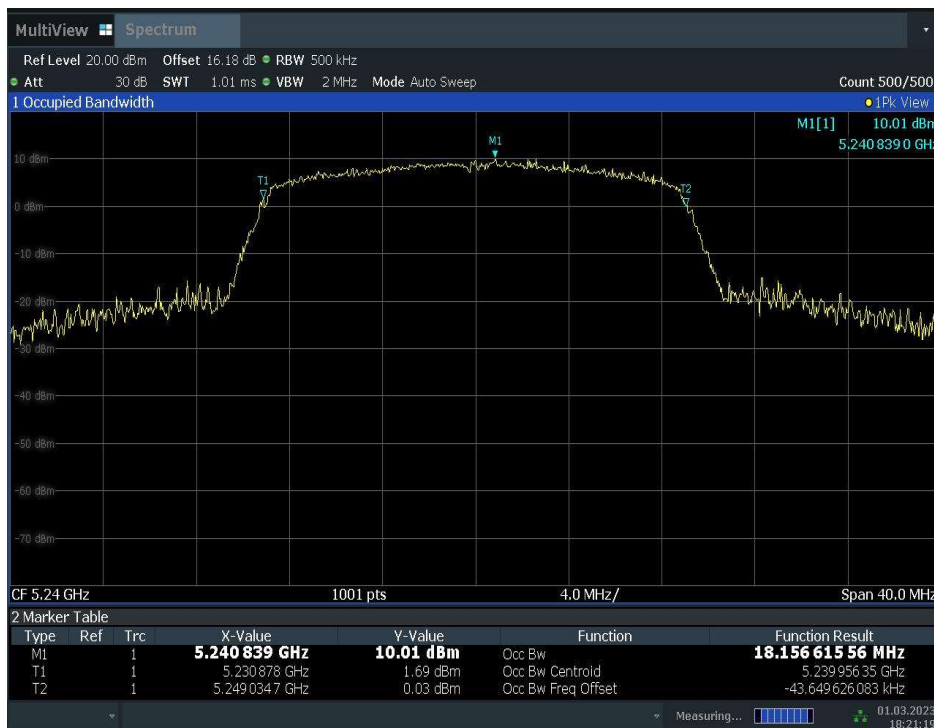 MultiView Spectrum
Ref Level 20.00 dBm Offset 16.18 dB RBW 500 kHz
Att 30 dB SWT 1.01 ms VBW 2 MHz Mode Auto Sweep Count 500/500
1 Occupied Bandwidth 1Pk View
M1[1] 10.01 dBm
5.240 839 0 GHz
M1
10 dBm
T1
T2
0 dBm
-10 dBm
-20 dBm
-30 dBm
-40 dBm
-50 dBm
-60 dBm
-70 dBm
CF 5.24 GHz 1001 pts 4.0 MHz/ Span 40.0 MHz
2 Marker Table
Type Ref Trc X-Value Y-Value Function Function Result
M1 1 5.240 839 GHz 10.01 dBm Occ Bw 18.156 615 56 MHz
T1 1 5.230 878 GHz 1.69 dBm Occ Bw Centroid 5.239 956 35 GHz
T2 1 5.249 034 7 GHz 0.03 dBm Occ Bw Freq Offset -43.649 626 083 kHz
Measuring... 01.03.2023
18:21:19